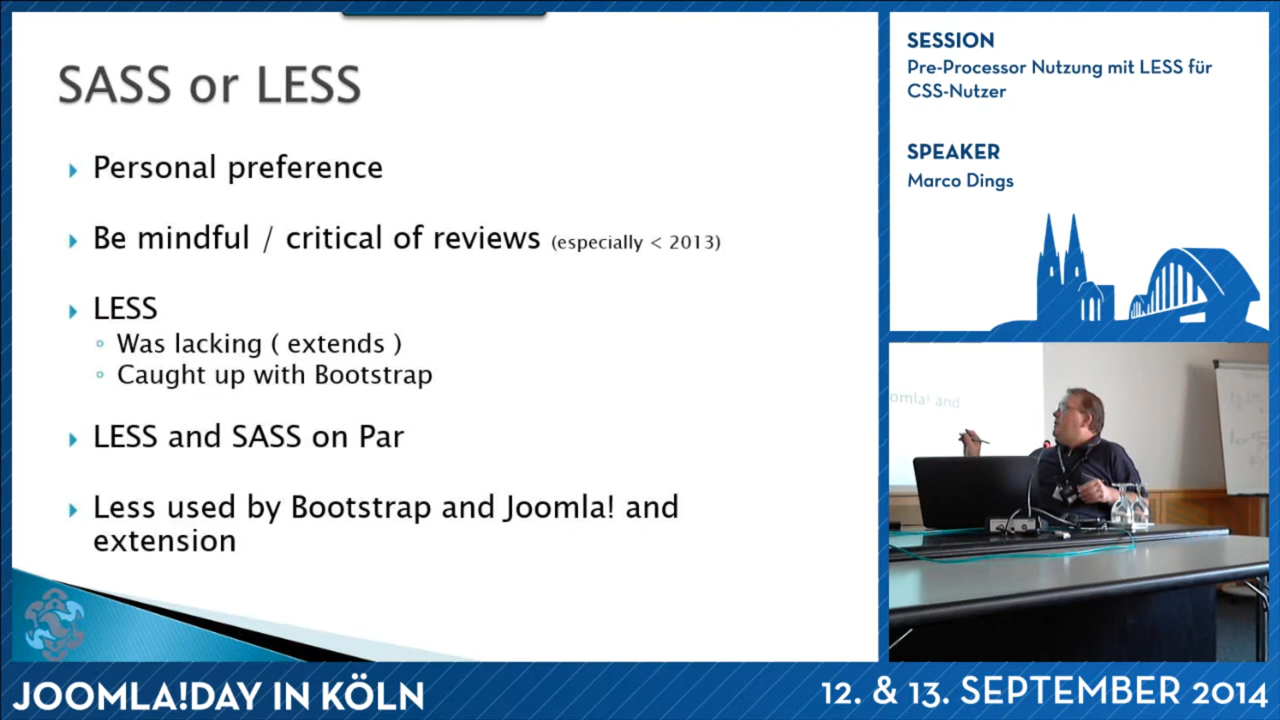 SASS or LESS
Personal preference
Be mindful / critical of reviews (especially < 2013)
LESS
Was lacking ( extends )
Caught up with Bootstrap
LESS and SASS on Par
Less used by Bootstrap and Joomla! and
extension
SESSION
Pre-Processor Nutzung mit LESS für
CSS-Nutzer
SPEAKER
Marco Dings
omla! and
JOOMLA!DAY IN KÖLN
12. & 13. SEPTEMBER 2014